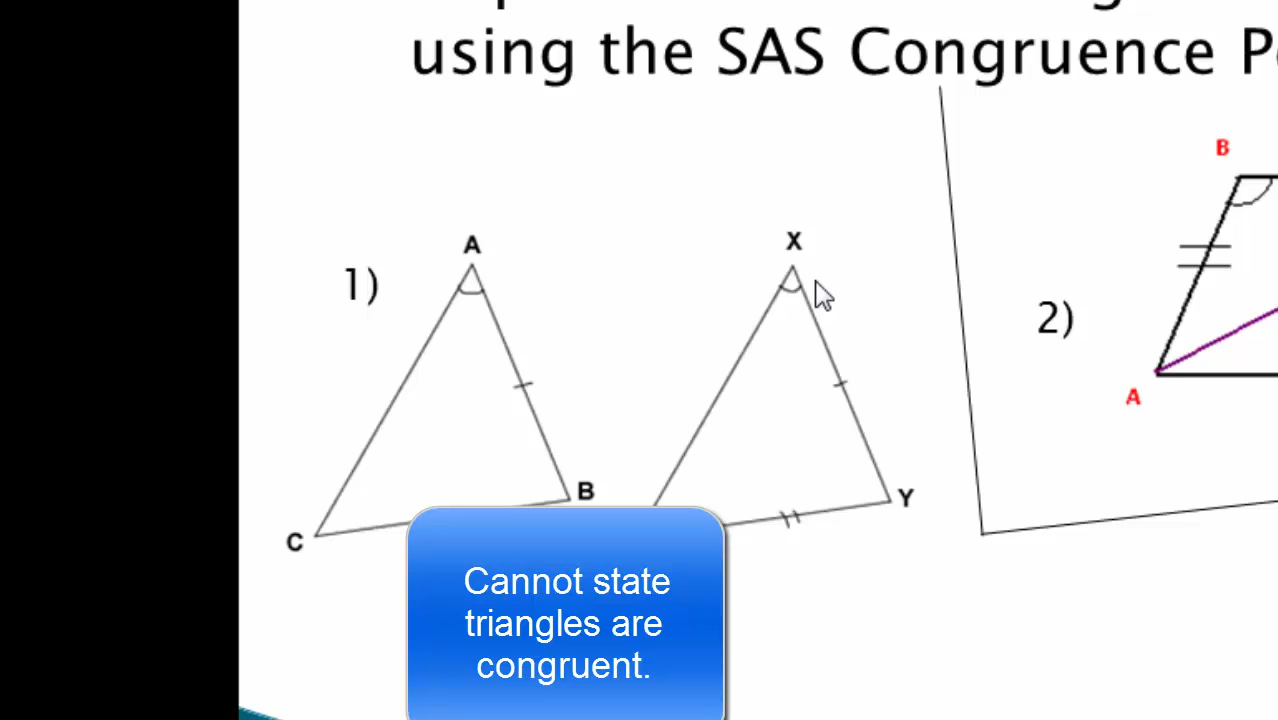 using the SAS Congruence
1)
A
B
C
X
Y
2)
B
A
Cannot state
triangles are
congruent.